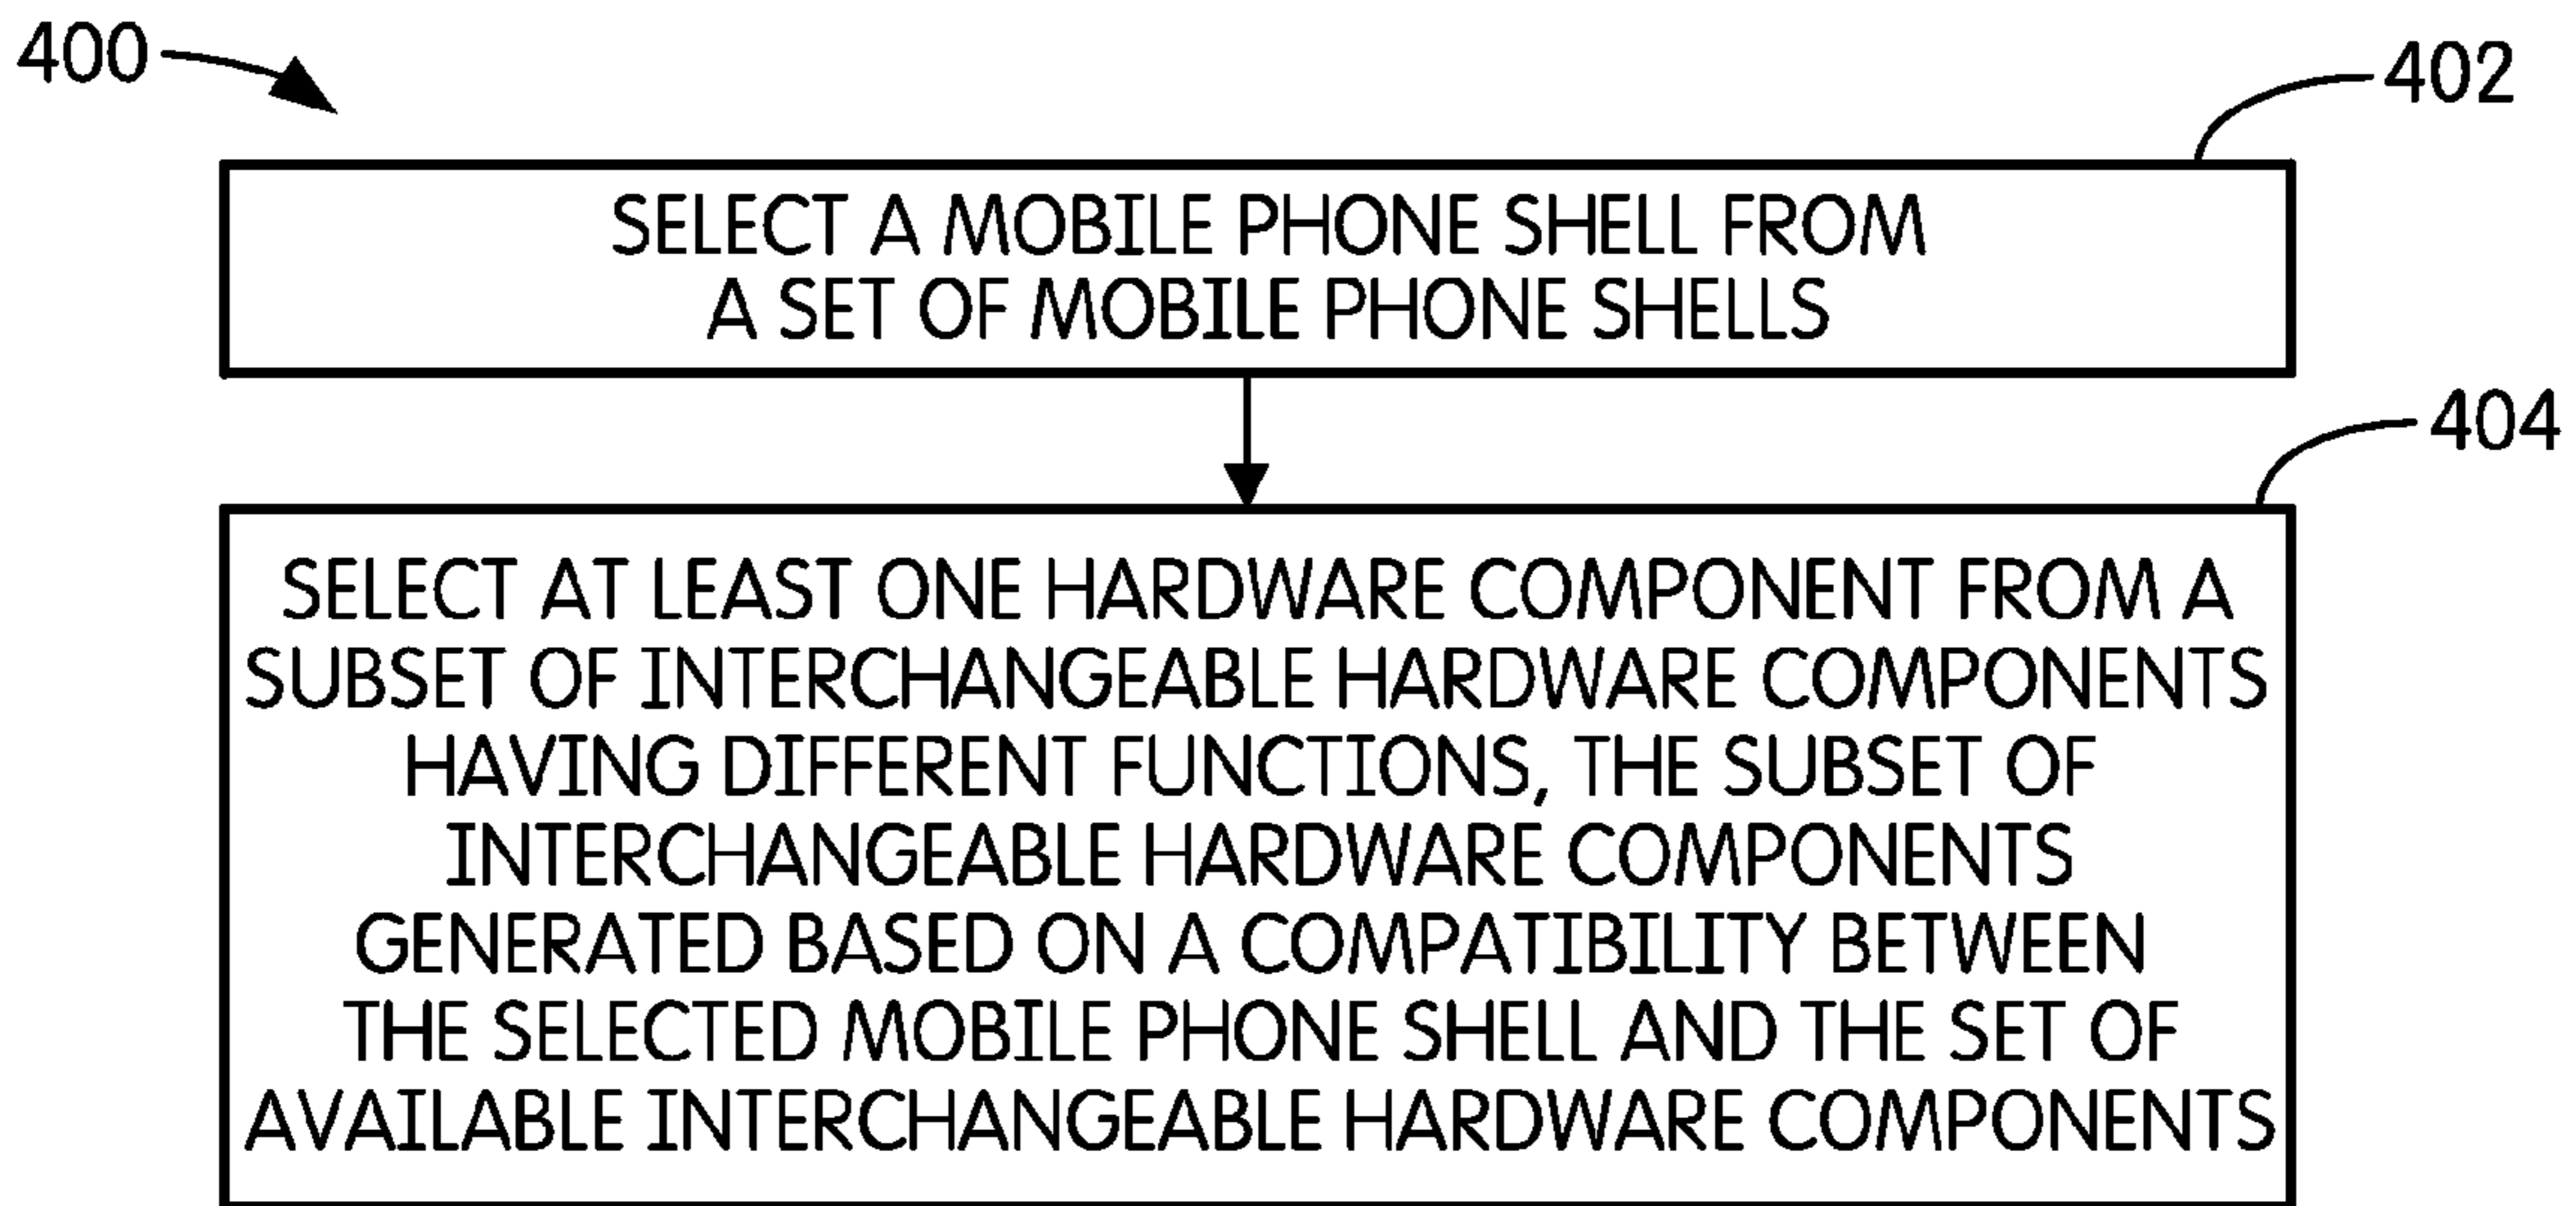 400
402
SELECT A MOBILE PHONE SHELL FROM
A SET OF MOBILE PHONE SHELLS
404
SELECT AT LEAST ONE HARDWARE COMPONENT FROM A
SUBSET OF INTERCHANGEABLE HARDWARE COMPONENTS
HAVING DIFFERENT FUNCTIONS, THE SUBSET OF
INTERCHANGEABLE HARDWARE COMPONENTS
GENERATED BASED ON A COMPATIBILITY BETWEEN
THE SELECTED MOBILE PHONE SHELL AND THE SET OF
AVAILABLE INTERCHANGEABLE HARDWARE COMPONENTS